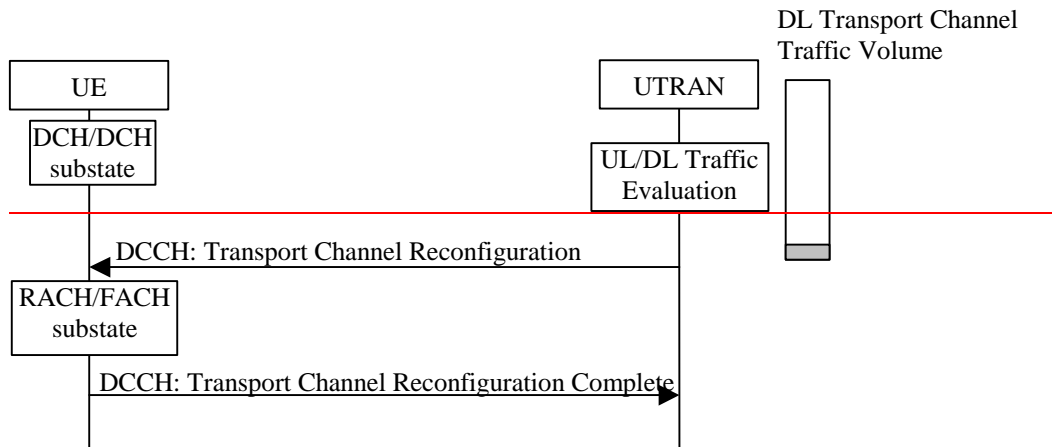 DL Transport Channel
Traffic Volume
UE
UTRAN
DCH/DCH
substate
UL/DL Traffic
Evaluation
DCCH: Transport Channel Reconfiguration
RACH/FACH
substate
DCCH: Transport Channel Reconfiguration Complete